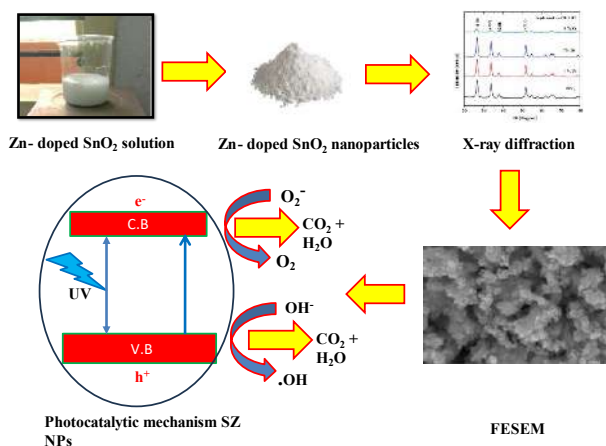 Zn- doped SnO₂ solution
Zn- doped SnO₂ nanoparticles
X-ray diffraction
e⁻
C.B
UV
V.B
h⁺
O₂⁻
CO₂ +
H₂O
O₂
OH⁻
CO₂ +
H₂O
.OH
Photocatalytic mechanism SZ
NPs
FESEM